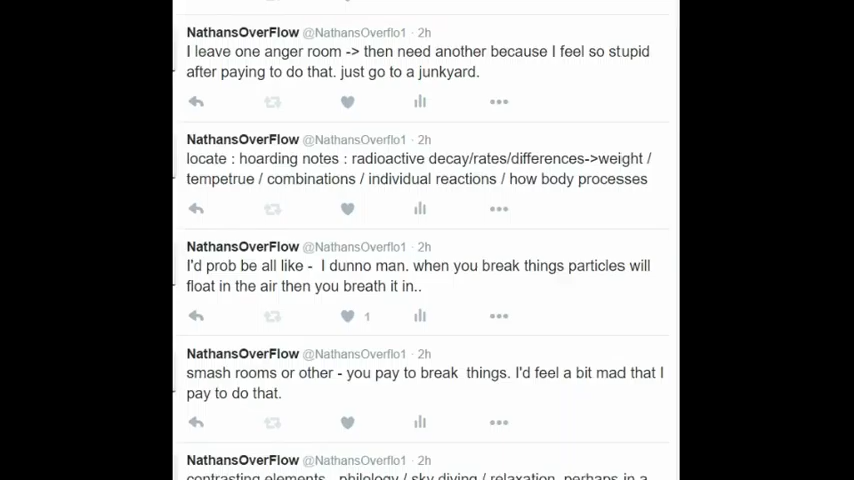 NathansOverFlow @NathansOverflo1 · 2h
I leave one anger room -> then need another because I feel so stupid
after paying to do that. just go to a junkyard.
NathansOverFlow @NathansOverflo1 · 2h
locate : hoarding notes : radioactive decay/rates/differences->weight /
tempetrue / combinations / individual reactions / how body processes
NathansOverFlow @NathansOverflo1 · 2h
I'd prob be all like - I dunno man. when you break things particles will
float in the air then you breath it in..
1
NathansOverFlow @NathansOverflo1 · 2h
smash rooms or other - you pay to break things. I'd feel a bit mad that I
pay to do that.
NathansOverFlow @NathansOverflo1 · 2h
contrasting elements - philology / sky diving / relaxation, perhaps in a